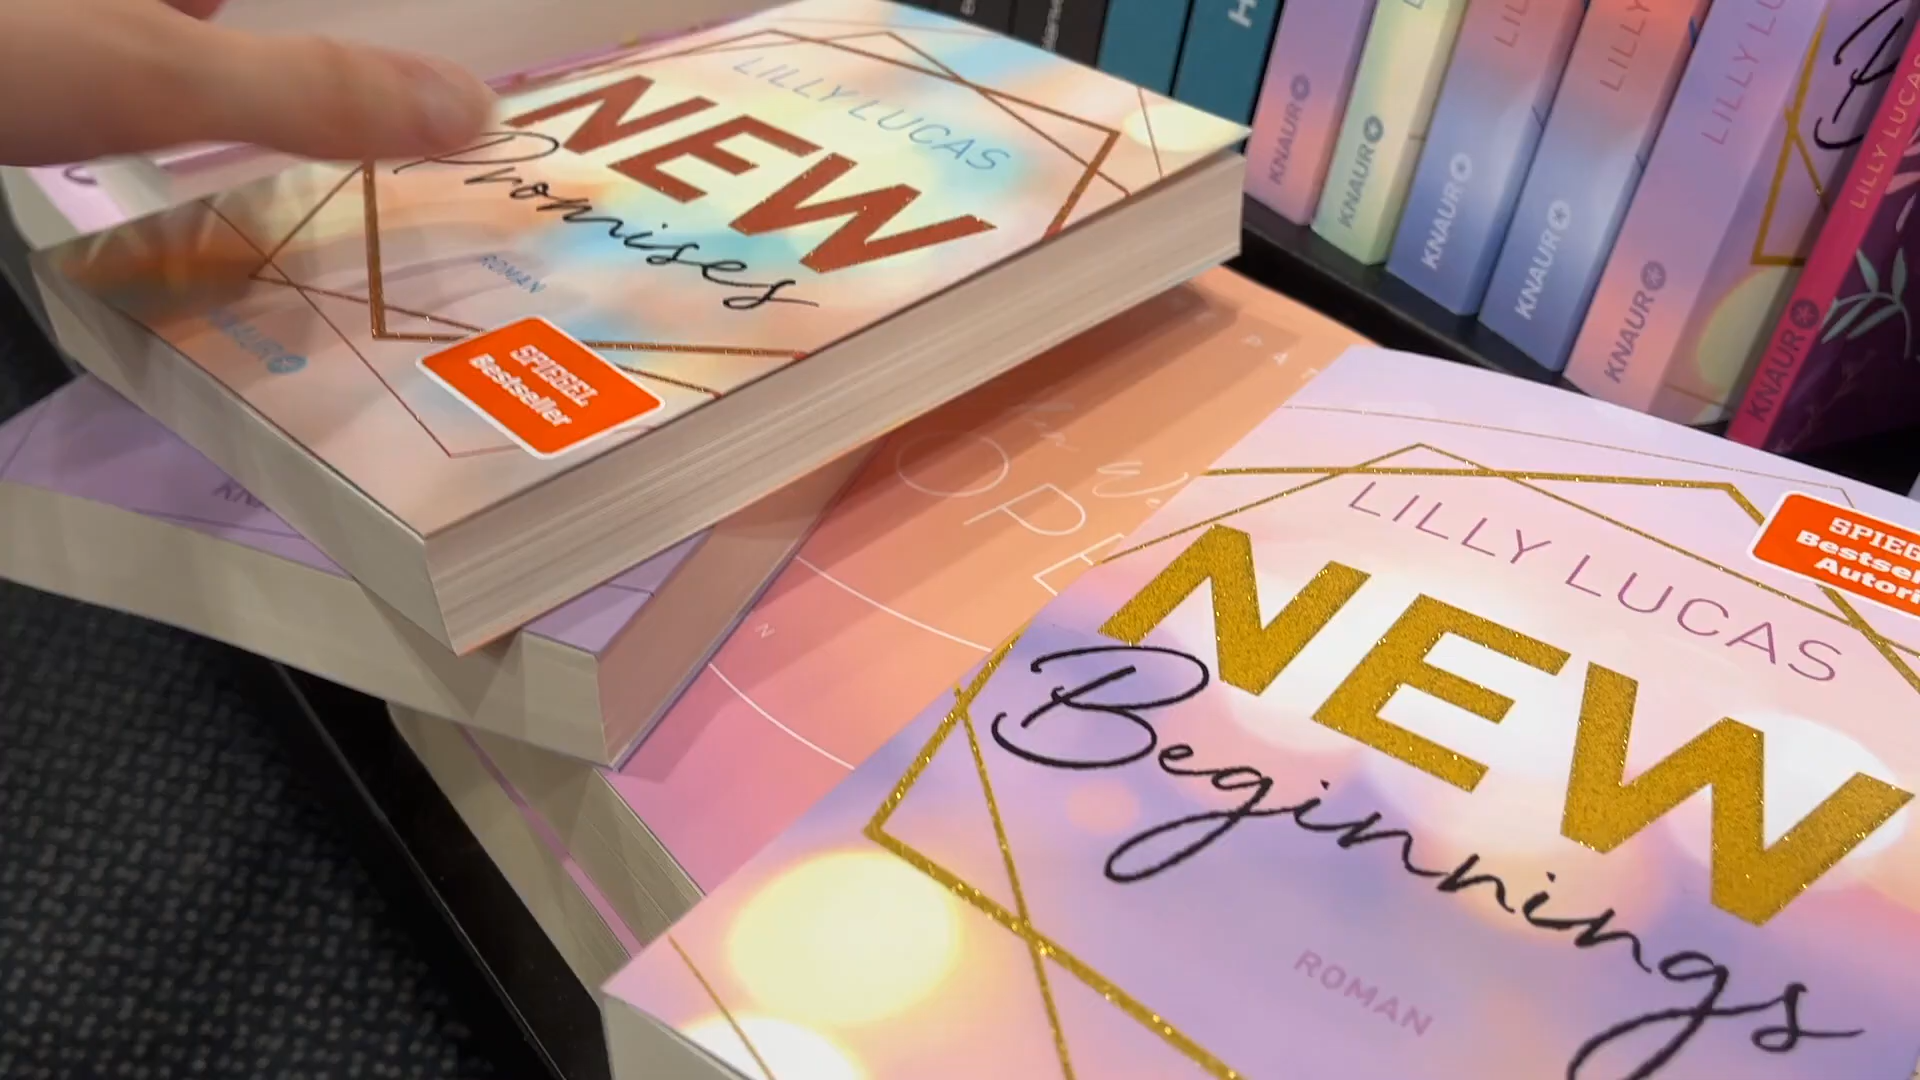 LILLY LUCAS
NEW
Promises
ROMAN
KNAUR
SPIEGEL
Bestseller
LILLY LUCAS
NEW
Beginnings
ROMAN
KNAUR
KNAUR
KNAUR
KNAUR
KNAUR
LILLY LUCAS
KNAUR